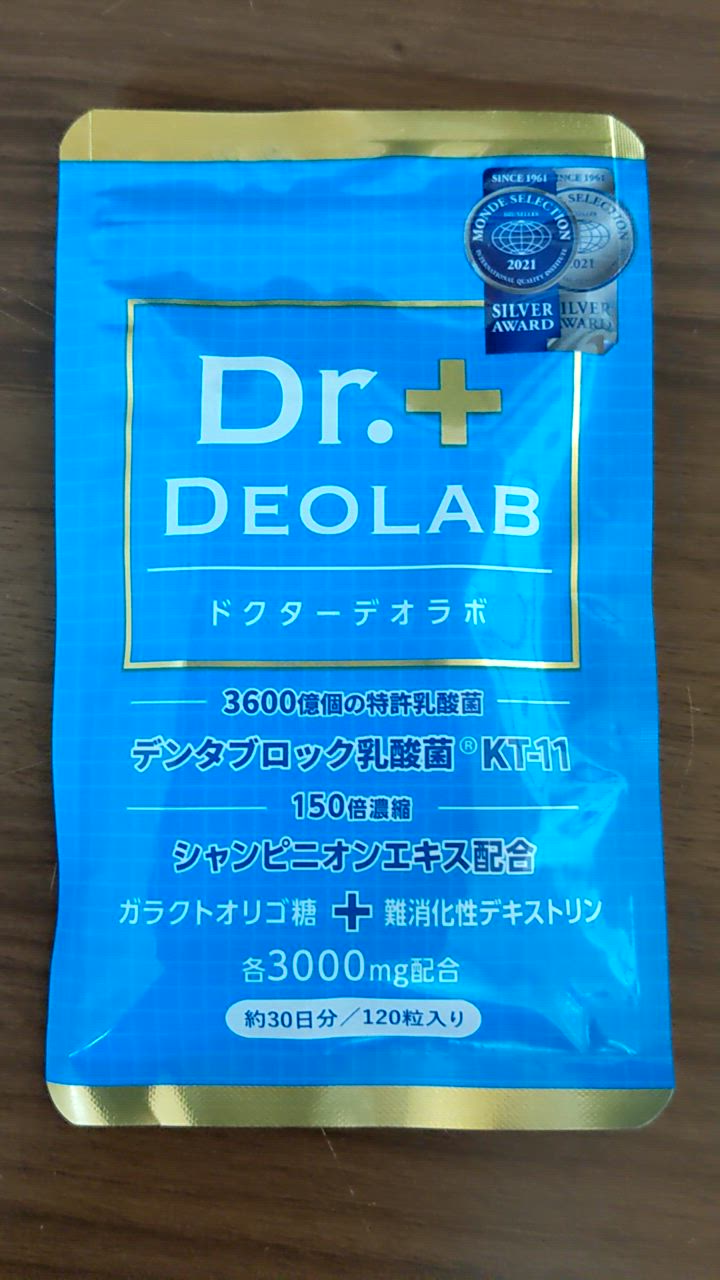 SINCE 1961
MONDE SELECTION
BRUXELLES
2021
INTERNATIONAL QUALITY INSTITUTE
SILVER
AWARD
Dr.+
DEOLAB
ドクターデオラボ
3600億個の特許乳酸菌
デンタブロック乳酸菌®KT-11
150倍濃縮
シャンピニオンエキス配合
ガラクトオリゴ糖+難消化性デキストリン
各3000mg配合
約30日分/120粒入り